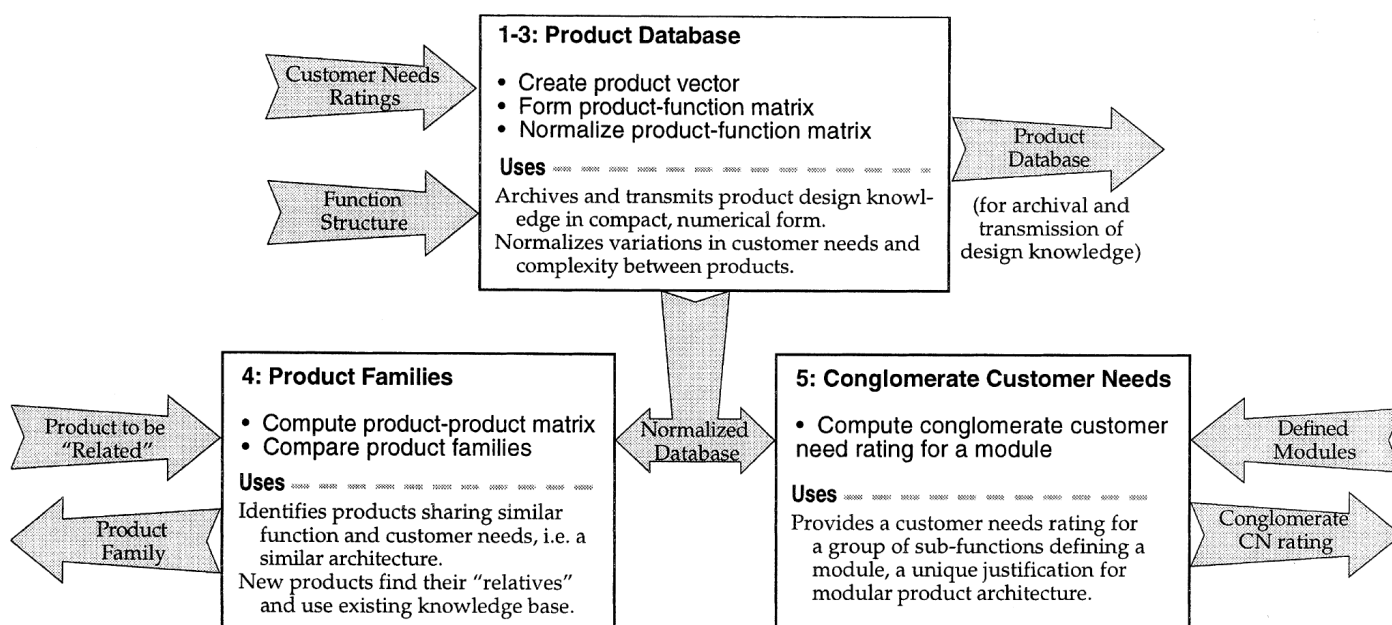 1-3: Product Database
Customer Needs
Ratings
• Create product vector
• Form product-function matrix
• Normalize product-function matrix
Product
Database
Uses
Function
Structure
Archives and transmits product design knowl-
edge in compact, numerical form.
Normalizes variations in customer needs and
complexity between products.
(for archival and
transmission of
design knowledge)
4: Product Families
Product to be
“Related”
• Compute product-product matrix
• Compare product families
Uses
Product
Family
Identifies products sharing similar
function and customer needs, i.e. a
similar architecture.
New products find their “relatives”
and use existing knowledge base.
Normalized
Database
5: Conglomerate Customer Needs
• Compute conglomerate customer
need rating for a module
Defined
Modules
Uses
Conglomerate
CN rating
Provides a customer needs rating for
a group of sub-functions defining a
module, a unique justification for
modular product architecture.